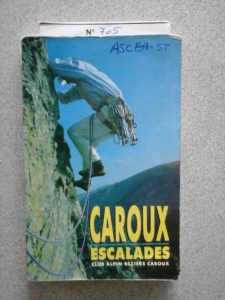 N° 705
ASCEA-ST
CAROUX
ESCALADES
CLUB ALPIN BEZIERS CAROUX